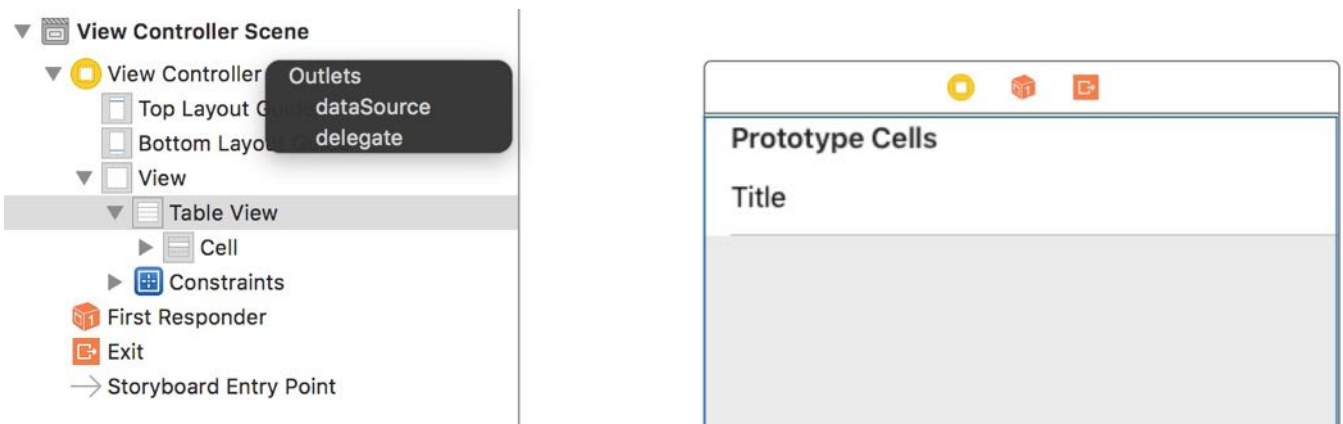 View Controller Scene
View Controller
Outlets
Top Layout
dataSource
Bottom
delegate
View
Table View
Cell
Constraints
First Responder
Exit
Storyboard Entry Point
Prototype Cells
Title